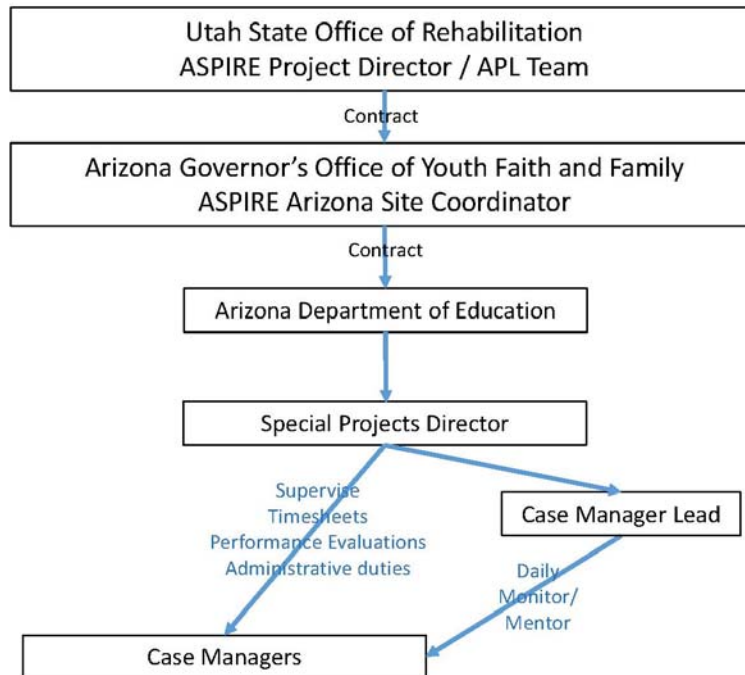 Utah State Office of Rehabilitation
ASPIRE Project Director / APL Team
Contract
Arizona Governor's Office of Youth Faith and Family
ASPIRE Arizona Site Coordinator
Contract
Arizona Department of Education
Special Projects Director
Supervise
Timesheets
Performance Evaluations
Administrative duties
Case Manager Lead
Daily
Monitor/
Mentor
Case Managers